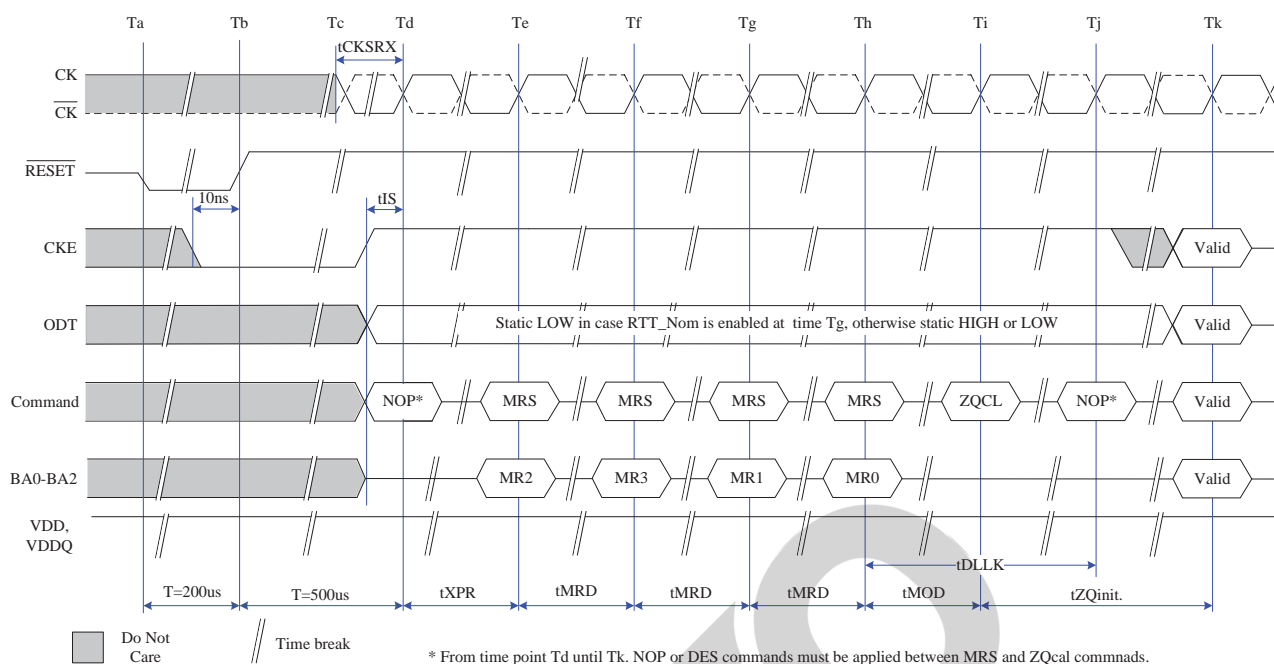 Ta Tb Tc Td Te Tf Tg Th Ti Tj Tk
tCKSRX
CK
CK
RESET
10ns
tIS
CKE
Valid
ODT
Static LOW in case RTT_Nom is enabled at time Tg, otherwise static HIGH or LOW
Valid
Command
NOP* MRS MRS MRS MRS ZQCL NOP* Valid
BA0-BA2
MR2 MR3 MR1 MR0 Valid
VDD,
VDDQ
tDLLK
T=200us T=500us tXPR tMRD tMRD tMRD tMOD tZQinit.
Do Not
Care
Time break
* From time point Td until Tk. NOP or DES commands must be applied between MRS and ZQcal commnads.